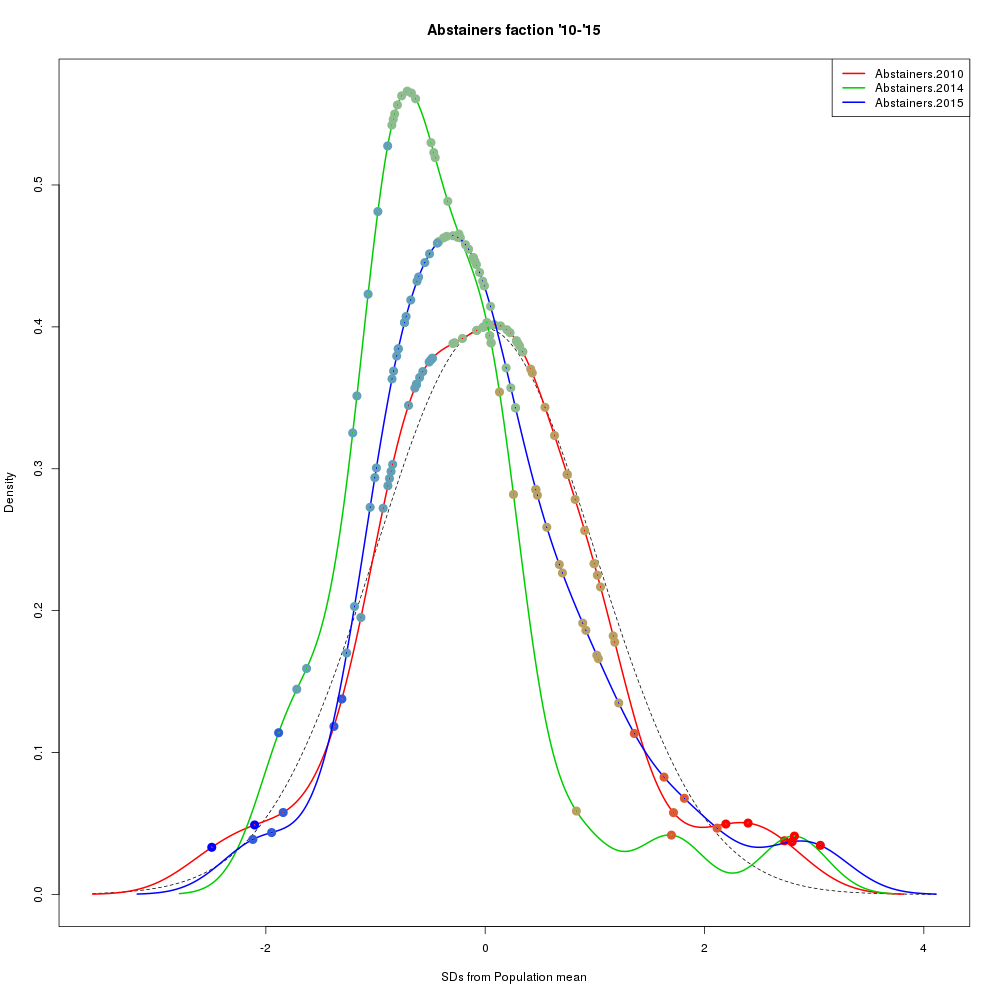 Abstainers faction '10-'15
Abstainers.2010
Abstainers.2014
Abstainers.2015
Density
0.5
0.4
0.3
0.2
0.1
0.0
-2 0 2 4
SDs from Population mean